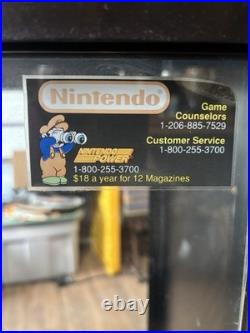 Nintendo
Game
Counselors
1-206-885-7529
Customer Service
1-800-255-3700
NINTENDO
POWER
1-800-255-3700
$18 a year for 12 Magazines